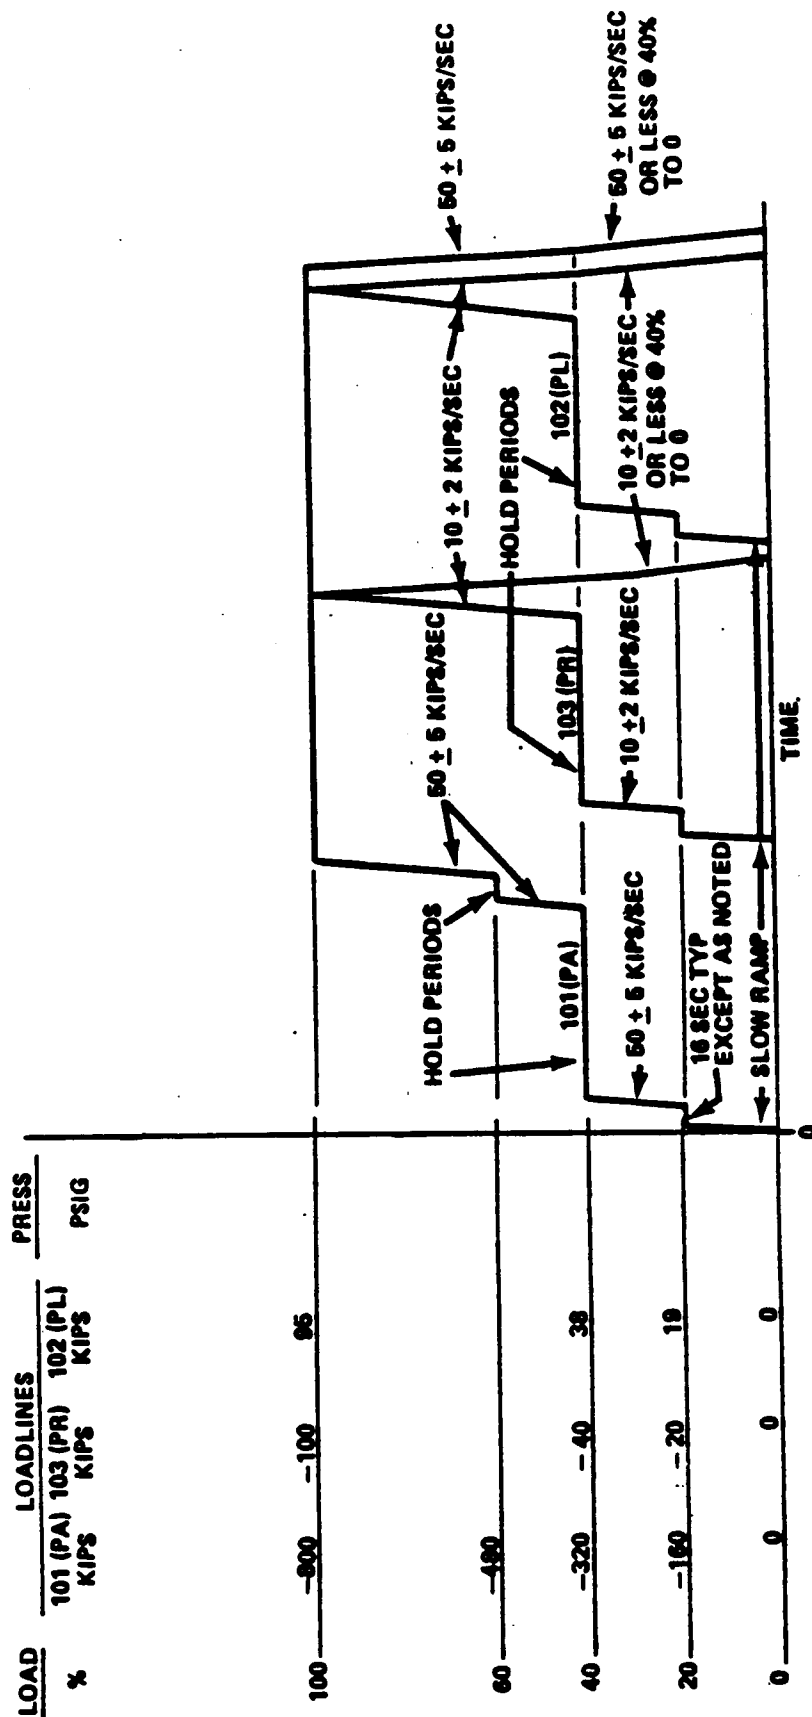 LOAD LOADLINES PRESS
% 101 (PA) 103 (PR) 102 (PL) PSIG
KIPS KIPS KIPS
100 –800 –100 95
60 –480
40 –320 –40 38
20 –160 –20 19
0 0 0 0
0
TIME.
HOLD PERIODS
101(PA)
50 ± 5 KIPS/SEC
50 ± 5 KIPS/SEC
16 SEC TYP
EXCEPT AS NOTED
SLOW RAMP
HOLD PERIODS
103 (PR)
10 ±2 KIPS/SEC
10 ± 2 KIPS/SEC
102(PL)
10 ±2 KIPS/SEC
OR LESS @ 40%
TO 0
50 ± 5 KIPS/SEC
50 ± 5 KIPS/SEC
OR LESS @ 40%
TO 0